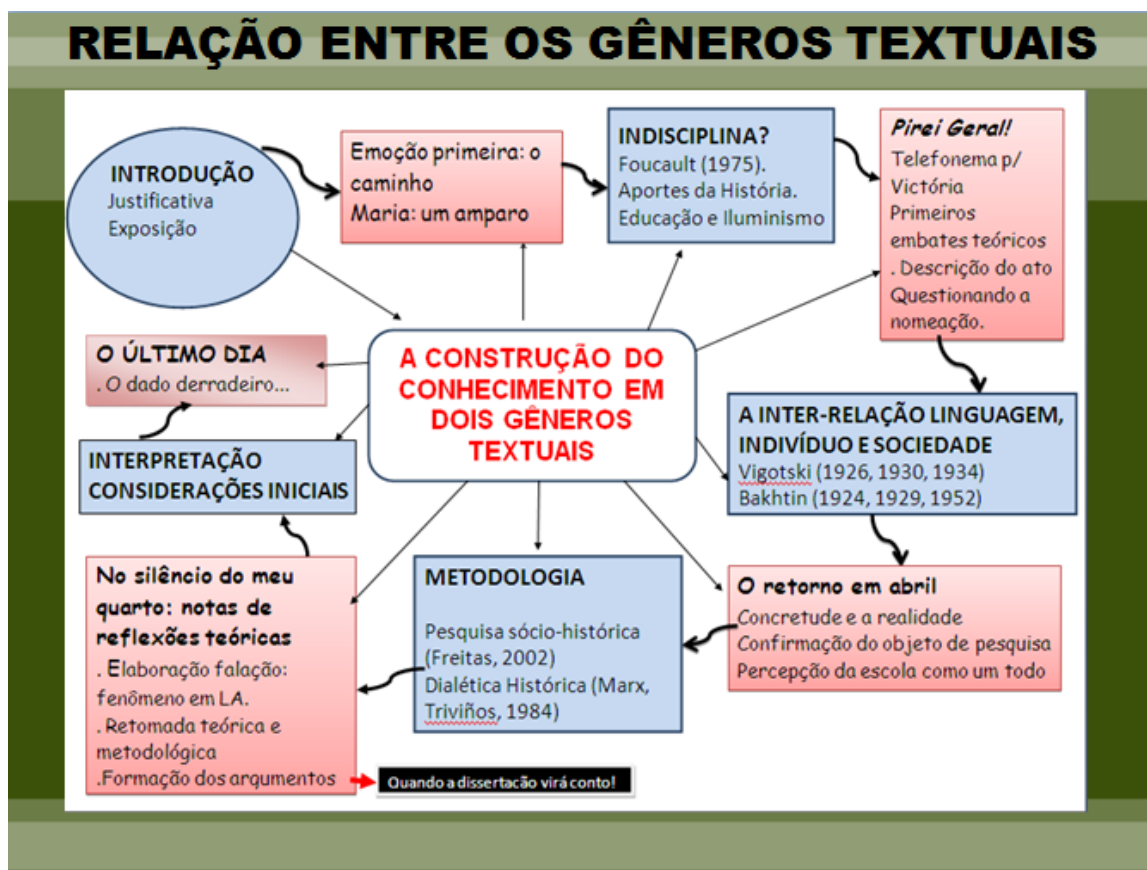 RELAÇÃO ENTRE OS GÊNEROS TEXTUAIS
INTRODUÇÃO
Justificativa
Exposição
Emoção primeira: o
caminho
Maria: um amparo
INDISCIPLINA?
Foucault (1975).
Aportes da História.
Educação e Iluminismo
Pirei Geral!
Telefonema p/
Victória
Primeiros
embates teóricos
. Descrição do ato
Questionando a
nomeação.
A CONSTRUÇÃO DO
CONHECIMENTO EM
DOIS GÊNEROS
TEXTUAIS
O ÚLTIMO DIA
. O dado derradeiro...
A INTER-RELAÇÃO LINGUAGEM,
INDIVÍDUO E SOCIEDADE
Vigotski (1926, 1930, 1934)
Bakhtin (1924, 1929, 1952)
INTERPRETAÇÃO
CONSIDERAÇÕES INICIAIS
No silêncio do meu
quarto: notas de
reflexões teóricas
. Elaboração falação:
fenômeno em LA.
. Retomada teórica e
metodológica
.Formação dos argumentos
METODOLOGIA
Pesquisa sócio-histórica
(Freitas, 2002)
Dialética Histórica (Marx,
Triviños, 1984)
O retorno em abril
Concretude e a realidade
Confirmação do objeto de pesquisa
Percepção da escola como um todo
Quando a dissertacão virá conto!